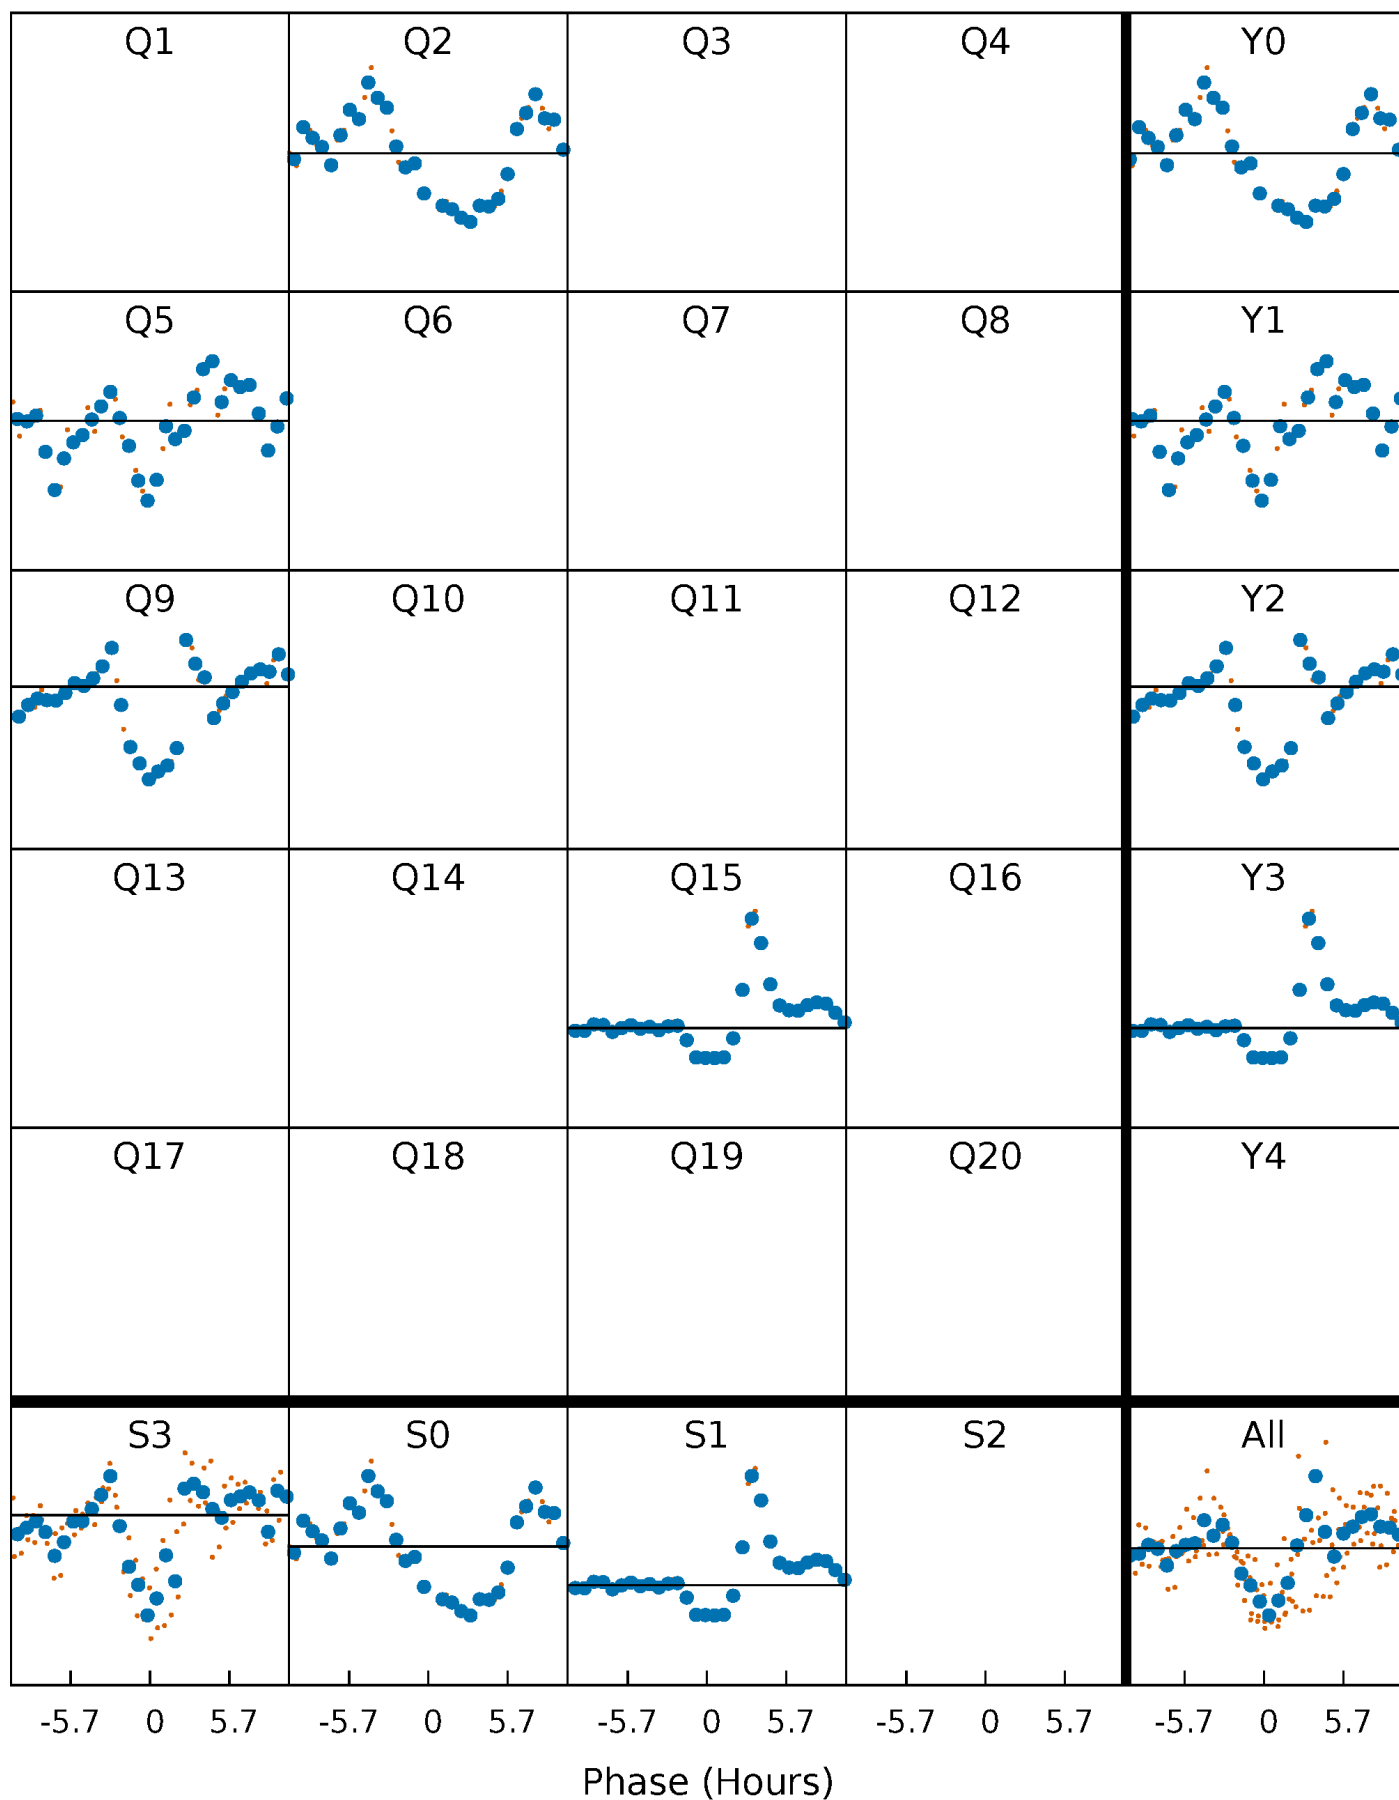 Q1 Q2 Q3 Q4 Y0
Q5 Q6 Q7 Q8 Y1
Q9 Q10 Q11 Q12 Y2
Q13 Q14 Q15 Q16 Y3
Q17 Q18 Q19 Q20 Y4
S3 S0 S1 S2 All
-5.7 0 5.7 -5.7 0 5.7 -5.7 0 5.7 -5.7 0 5.7 -5.7 0 5.7
Phase (Hours)